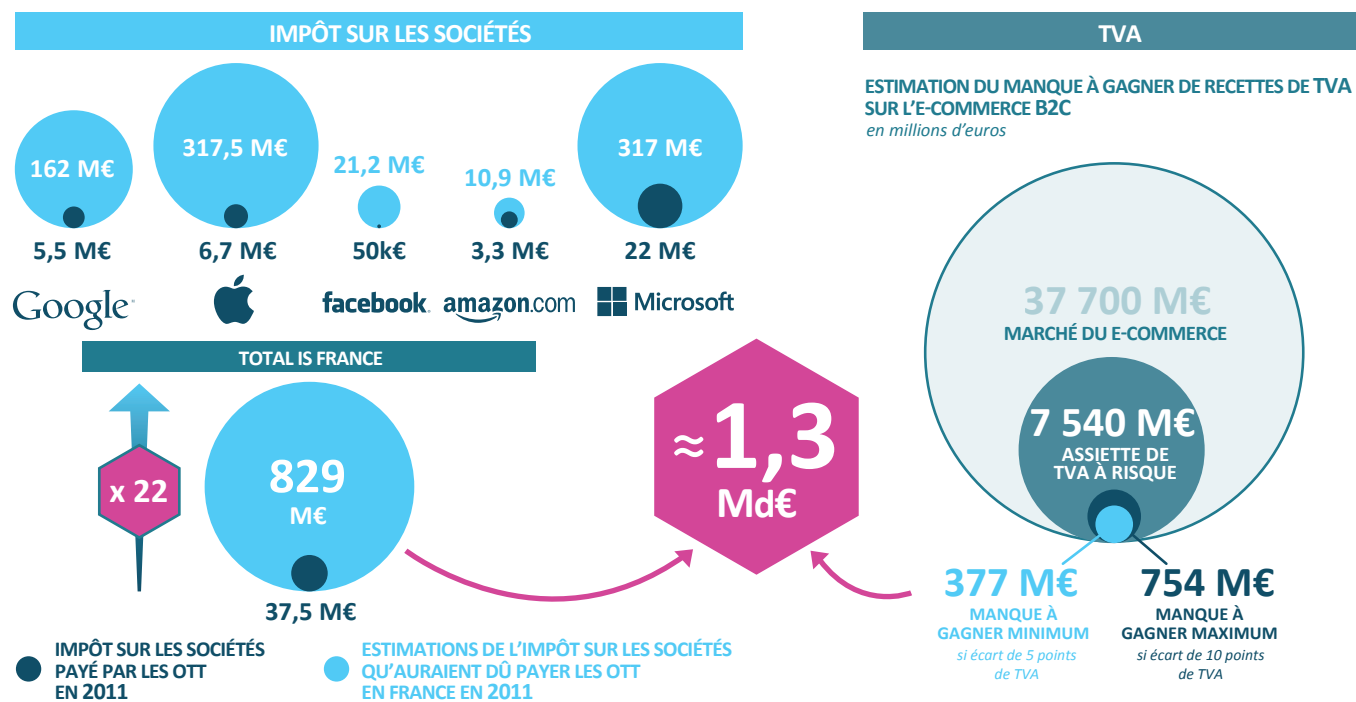 IMPÔT SUR LES SOCIÉTÉS
162 M€
317,5 M€
21,2 M€
10,9 M€
317 M€
5,5 M€
6,7 M€
50k€
3,3 M€
22 M€
Google
facebook.
amazon.com
Microsoft
TOTAL IS FRANCE
x 22
829
M€
37,5 M€
IMPÔT SUR LES SOCIÉTÉS
PAYÉ PAR LES OTT
EN 2011
ESTIMATIONS DE L'IMPÔT SUR LES SOCIÉTÉS
QU'AURAIENT DÛ PAYER LES OTT
EN FRANCE EN 2011
≈1,3
Md€
TVA
ESTIMATION DU MANQUE À GAGNER DE RECETTES DE TVA
SUR L'E-COMMERCE B2C
en millions d'euros
37 700 M€
MARCHÉ DU E-COMMERCE
7 540 M€
ASSIETTE DE
TVA À RISQUE
377 M€
MANQUE À
GAGNER MINIMUM
si écart de 5 points
de TVA
754 M€
MANQUE À
GAGNER MAXIMUM
si écart de 10 points
de TVA